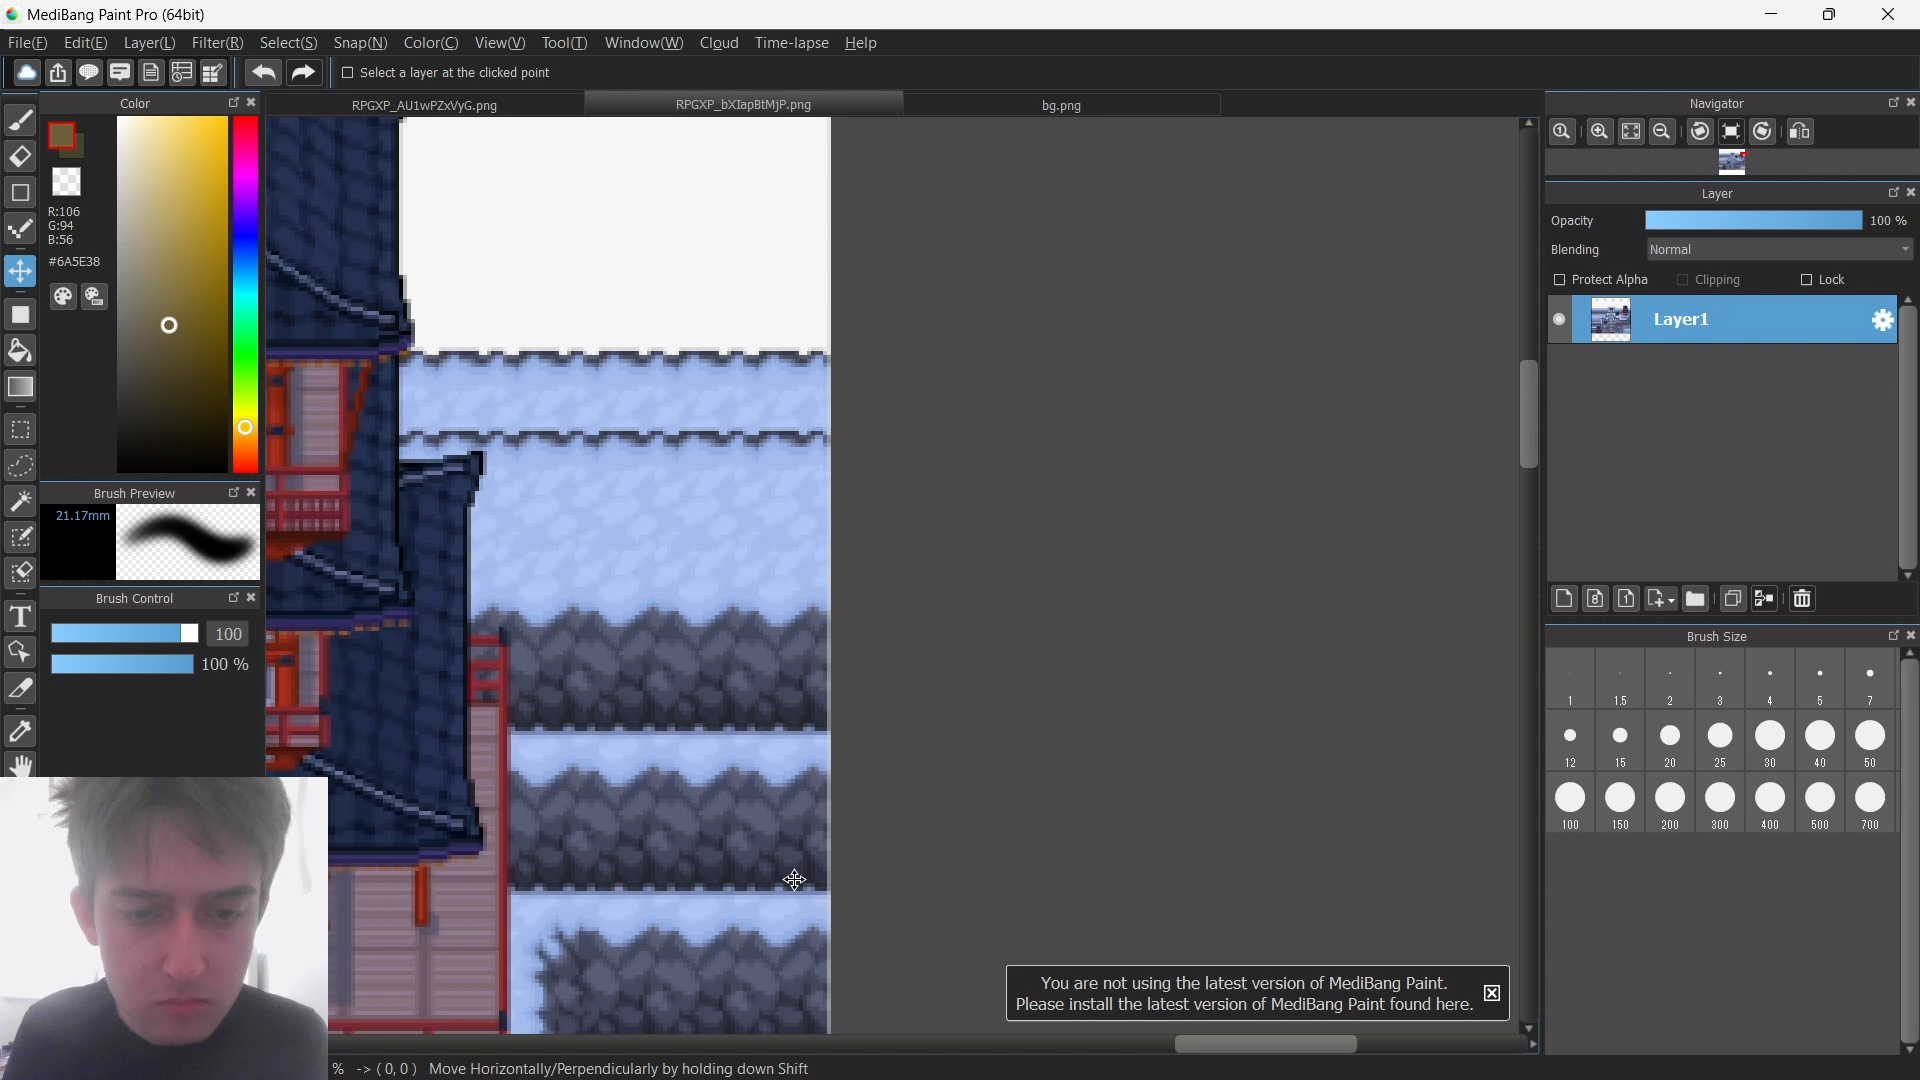 MediBang Paint Pro (64bit)
File(F) Edit(E) Layer(L) Filter(R) Select(S) Snap(N) Color(C) View(V) Tool(T) Window(W) Cloud Time-lapse Help
Select a layer at the clicked point
Color
RPGXP_AU1wPZxVyG.png
RPGXP_bXIapBtMjP.png
bg.png
Navigator
R:106
G:94
B:56
#6A5E38
Brush Preview
21.17mm
Brush Control
100
100 %
Layer
Opacity 100 %
Blending Normal
Protect Alpha Clipping Lock
Layer1
Brush Size
1 1.5 2 3 4 5 7
12 15 20 25 30 40 50
100 150 200 300 400 500 700
You are not using the latest version of MediBang Paint.
Please install the latest version of MediBang Paint found here.
% -> (0,0) Move Horizontally/Perpendicularly by holding down Shift